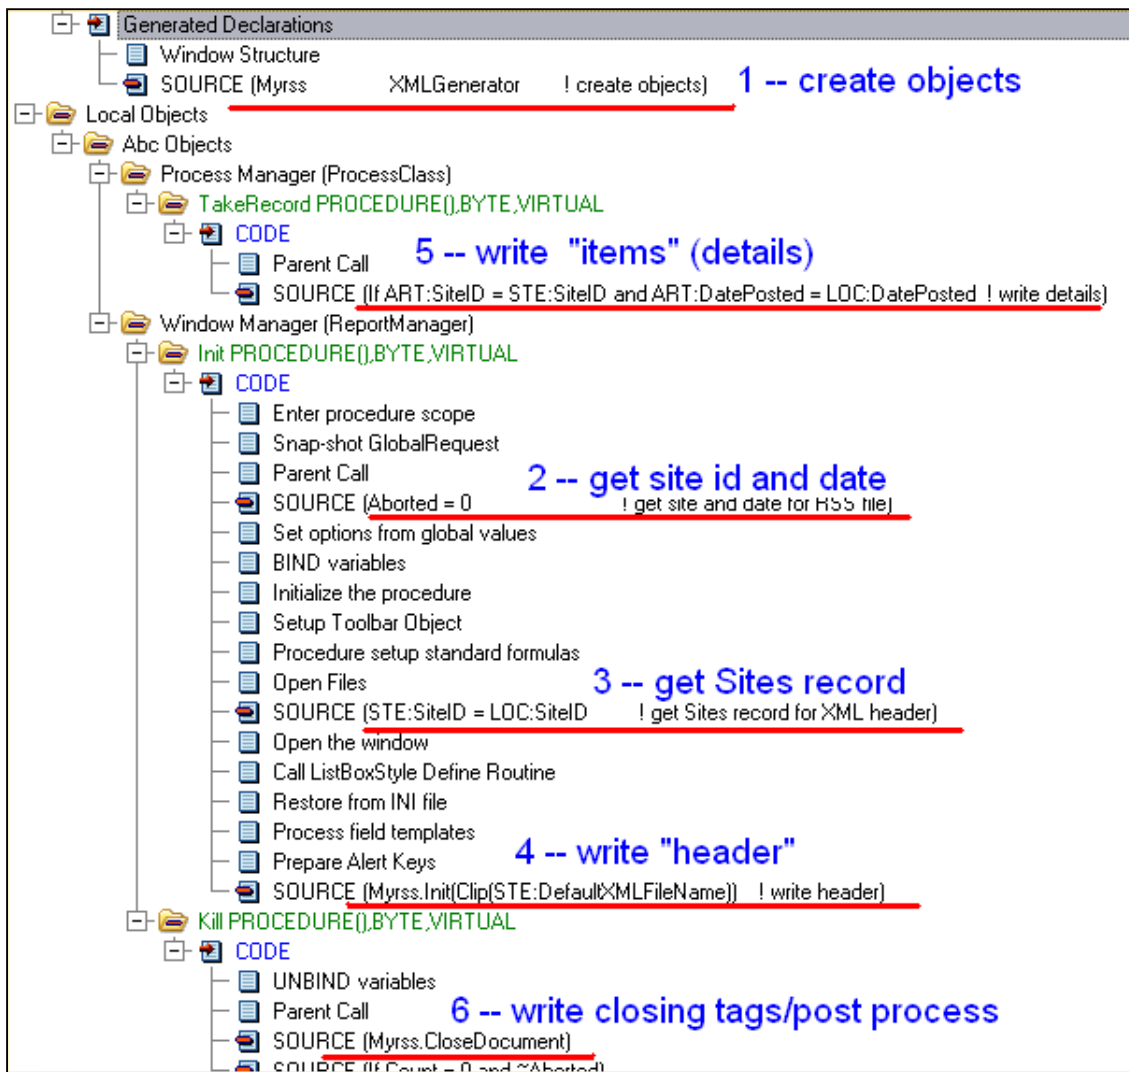 Generated Declarations
Window Structure
SOURCE (Myrss XMLGenerator ! create objects) 1 -- create objects
Local Objects
Abc Objects
Process Manager (ProcessClass)
TakeRecord PROCEDURE(),BYTE,VIRTUAL
CODE
Parent Call 5 -- write "items" (details)
SOURCE (If ART:SiteID = STE:SiteID and ART:DatePosted = LOC:DatePosted ! write details)
Window Manager (ReportManager)
Init PROCEDURE(),BYTE,VIRTUAL
CODE
Enter procedure scope
Snap-shot GlobalRequest
Parent Call 2 -- get site id and date
SOURCE (Aborted = 0 ! get site and date for RSS file)
Set options from global values
BIND variables
Initialize the procedure
Setup Toolbar Object
Procedure setup standard formulas
Open Files 3 -- get Sites record
SOURCE (STE:SiteID = LOC:SiteID ! get Sites record for XML header)
Open the window
Call ListBoxStyle Define Routine
Restore from INI file
Process field templates
Prepare Alert Keys 4 -- write "header"
SOURCE (Myrss.Init(Clip(STE:DefaultXMLFileName)) ! write header)
Kill PROCEDURE(),BYTE,VIRTUAL
CODE
UNBIND variables
Parent Call 6 -- write closing tags/post process
SOURCE (Myrss.CloseDocument)
SOURCE (If Count = 0 and ~Aborted)